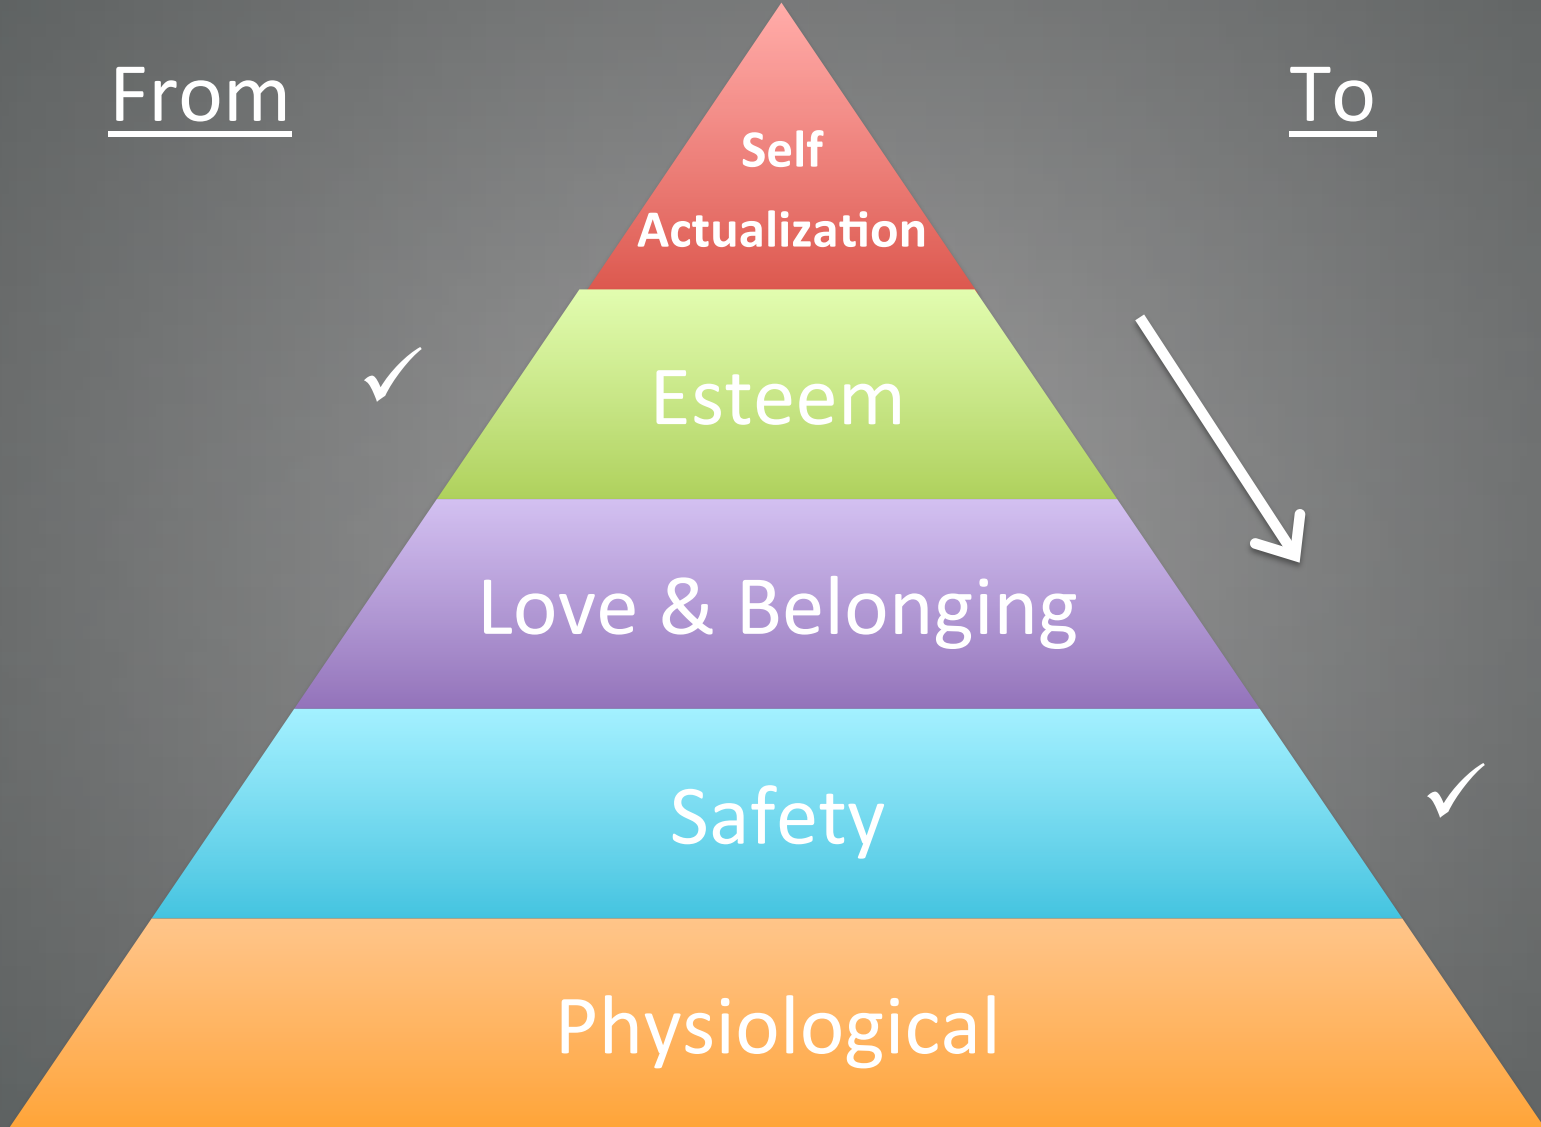 From
To
Self
Actualization
Esteem
Love & Belonging
Safety
Physiological